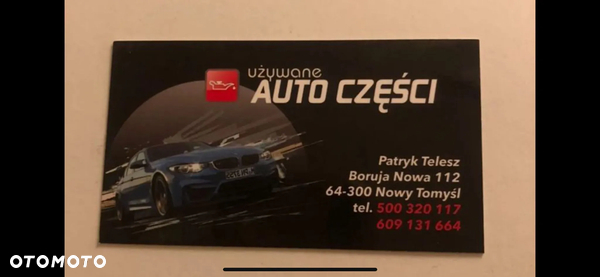 używane
AUTO CZĘŚCI
Patryk Telesz
Boruja Nowa 112
64-300 Nowy Tomyśl
tel. 500 320 117
609 131 664
OTOMOTO